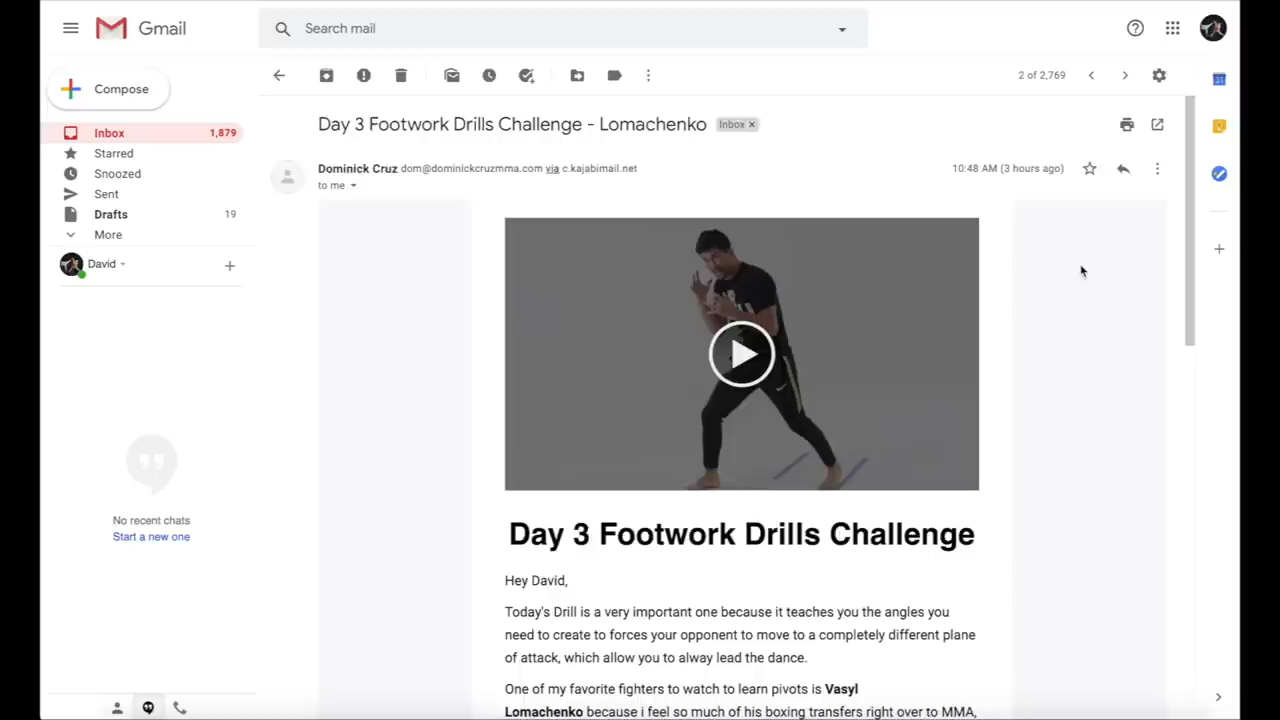 Gmail
Search mail
Compose
2 of 2,769
Inbox 1,879
Starred
Snoozed
Sent
Drafts 19
More
David
No recent chats
Start a new one
Day 3 Footwork Drills Challenge - Lomachenko Inbox x
Dominick Cruz dom@dominickcruzmma.com via c.kajabimail.net
10:48 AM (3 hours ago)
to me
Day 3 Footwork Drills Challenge
Hey David,
Today's Drill is a very important one because it teaches you the angles you
need to create to forces your opponent to move to a completely different plane
of attack, which allow you to alway lead the dance.
One of my favorite fighters to watch to learn pivots is Vasyl
Lomachenko because i feel so much of his boxing transfers right over to MMA,
31